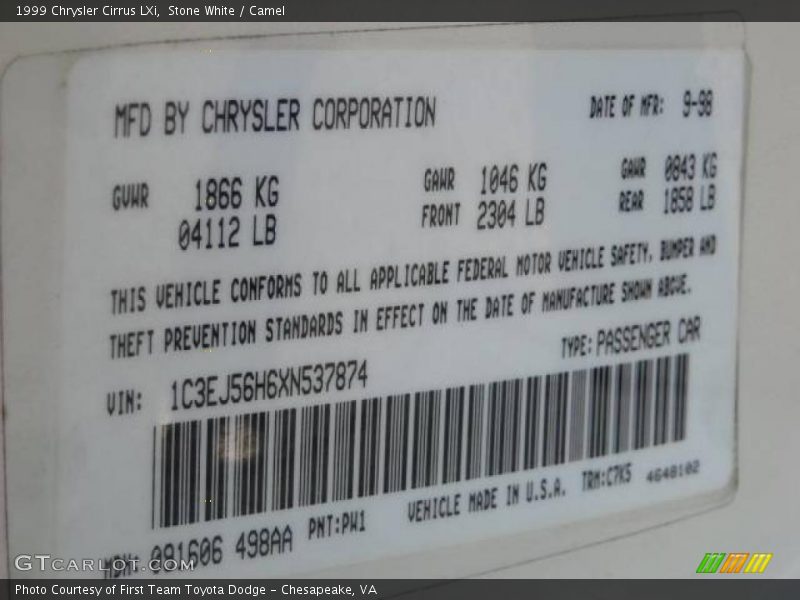 1999 Chrysler Cirrus LXi, Stone White / Camel
MFD BY CHRYSLER CORPORATION DATE OF MFR: 9-98
GVWR 1866 KG GAWR 1046 KG GAWR 0843 KG
04112 LB FRONT 2304 LB REAR 1858 LB
THIS VEHICLE CONFORMS TO ALL APPLICABLE FEDERAL MOTOR VEHICLE SAFETY, BUMPER AND
THEFT PREVENTION STANDARDS IN EFFECT ON THE DATE OF MANUFACTURE SHOWN ABOVE.
TYPE: PASSENGER CAR
VIN: 1C3EJ56H6XN537874
VEHICLE MADE IN U.S.A. TRM:C7K5 4648102
MDH: 081606 498AA PNT:PW1
GTcarlot.com
Photo Courtesy of First Team Toyota Dodge – Chesapeake, VA